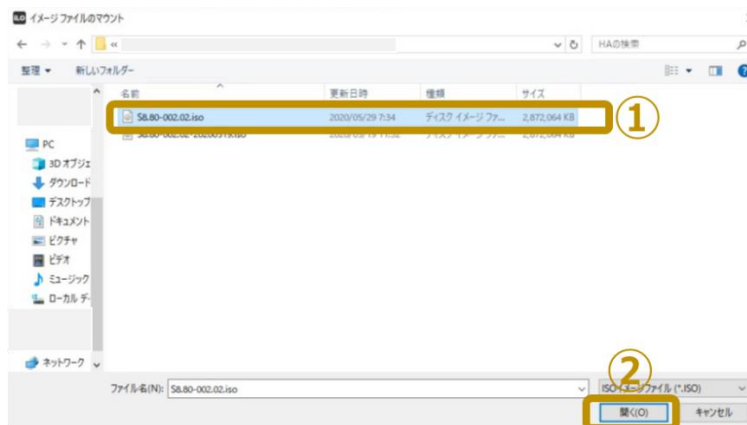 iLO イメージ ファイルのマウント
«
HAの検索
整理 ▼ 新しいフォルダー
名前 更新日時 種類 サイズ
S8.80-002.02.iso 2020/05/29 7:34 ディスク イメージ ファ... 2,872,064 KB
①
PC
3D オブジェ
ダウンロード
デスクトップ
ドキュメント
ピクチャ
ビデオ
ミュージック
ローカル デ
ネットワーク
②
ファイル名(N): S8.80-002.02.iso ISOイメージファイル (*.ISO)
開く(O) キャンセル